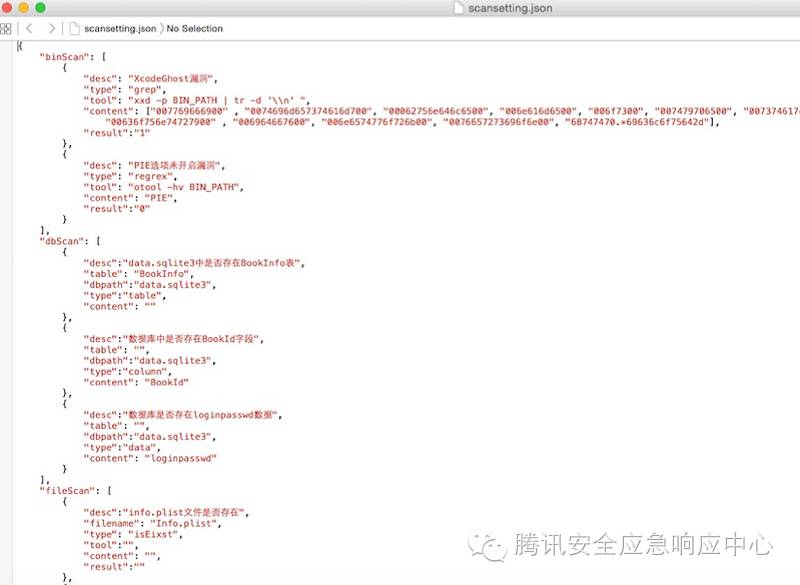 scansetting.json
scansetting.json No Selection
{
"binScan": [
{
"desc": "XcodeGhost漏洞",
"type": "grep",
"tool": "xxd -p BIN_PATH | tr -d '\\n' ",
"content": ["007769666900" , "0074696d657374616d700", "00062756e646c6500", "006e616d6500", "006f7300", "007479706500", "007374617
"00636f756e74727900" , "006964667600", "006e6574776f726b00", "0076657273696f6e00", "68747470.*69636c6f75642d"],
"result":"1"
},
{
"desc": "PIE选项未开启漏洞",
"type": "regrex",
"tool": "otool -hv BIN_PATH",
"content": "PIE",
"result":"0"
}
],
"dbScan": [
{
"desc":"data.sqlite3中是否存在BookInfo表",
"table": "BookInfo",
"dbpath":"data.sqlite3",
"type":"table",
"content": ""
},
{
"desc":"数据库中是否存在BookId字段",
"table": "",
"dbpath":"data.sqlite3",
"type":"column",
"content": "BookId"
},
{
"desc":"数据库是否存在loginpasswd数据",
"table": "",
"dbpath":"data.sqlite3",
"type":"data",
"content": "loginpasswd"
}
],
"fileScan": [
{
"desc":"info.plist文件是否存在",
"filename": "Info.plist",
"type": "isEixst",
"tool":"",
"content": "",
"result":""
},
腾讯安全应急响应中心